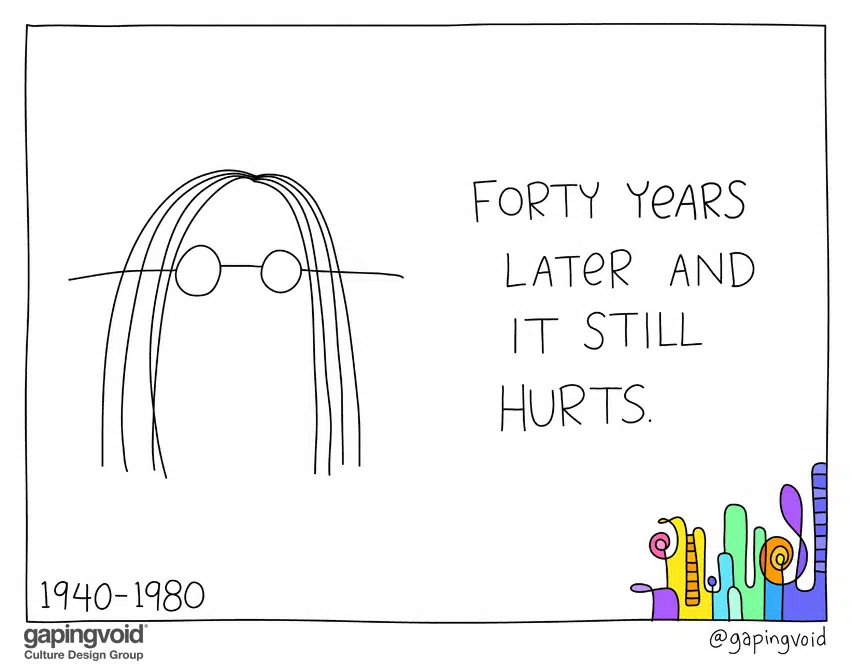 FORTY YeARS
LATeR AND
IT STILL
HURTS.
1940-1980
gapingvoid®
Culture Design Group
@gapingvoid